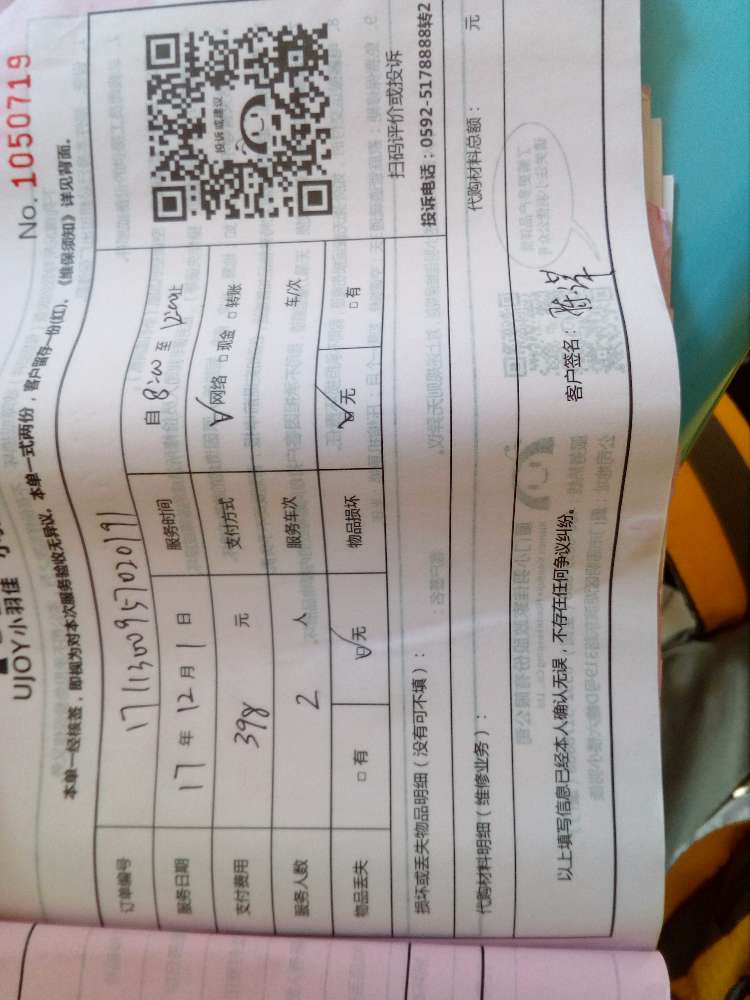 UJOY小羽佳
No. 1050719
本单一经核签，即视为对本次服务验收无异议。本单一式两份，客户留存一份(红)，《维保须知》详见背面。
订单编号 1711300957020191
服务日期 17 年 12 月 1 日 服务时间 自 8:00 至 12:00止
支付费用 398 元 支付方式 ☑网络 □现金 □转账
服务人数 2 人 服务车次 车/次
物品丢失 □有 ☑无 物品损坏 ☑无 □有
投诉或建议
扫码评价或投诉
投诉电话：0592-5178888转2
损坏或丢失物品明细（没有可不填）：
代购材料明细（维修业务）： 代购材料总额： 元
以上填写信息已经本人确认无误，不存在任何争议纠纷。 客户签名：